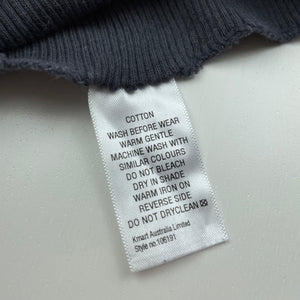 COTTON
WASH BEFORE WEAR
WARM GENTLE
MACHINE WASH WITH
SIMILAR COLOURS
DO NOT BLEACH
DRY IN SHADE
WARM IRON ON
REVERSE SIDE
DO NOT DRYCLEAN
Kmart Australia Limited
Style no:106191